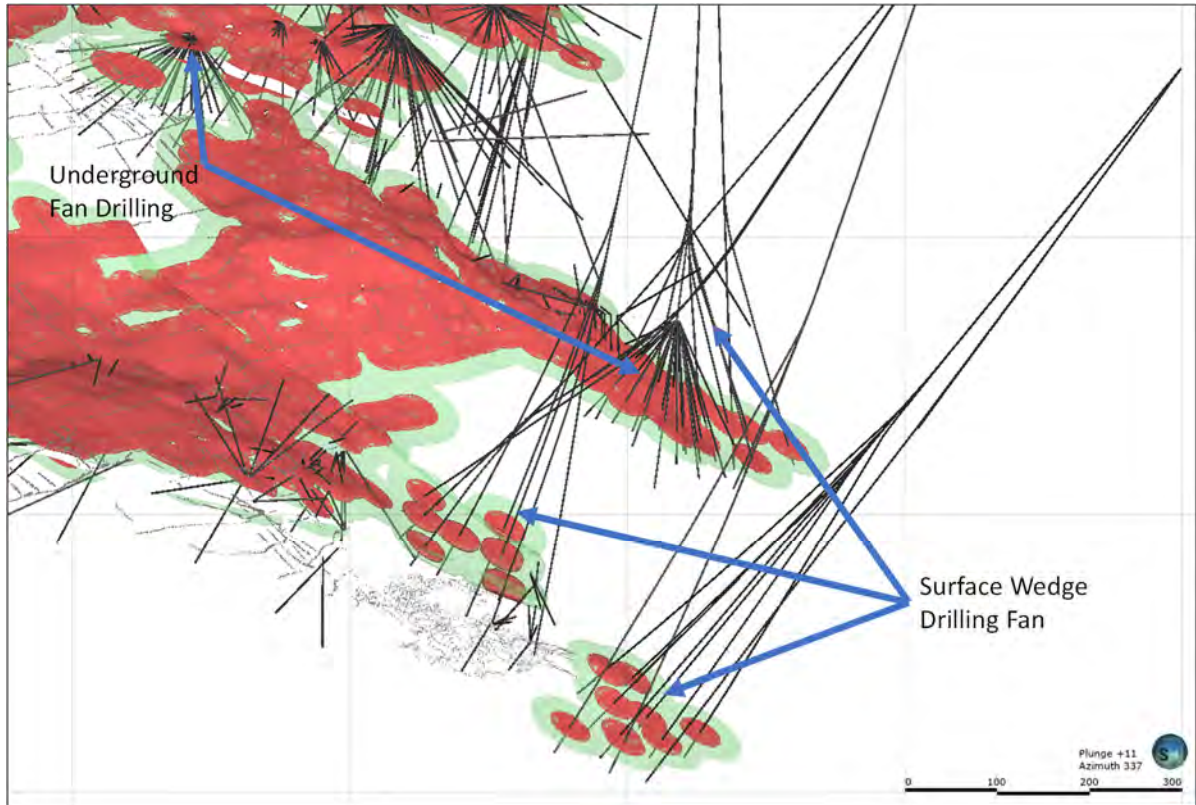 Underground
Fan Drilling
Surface Wedge
Drilling Fan
Plunge +11
Azimuth 337
S
0 100 200 300